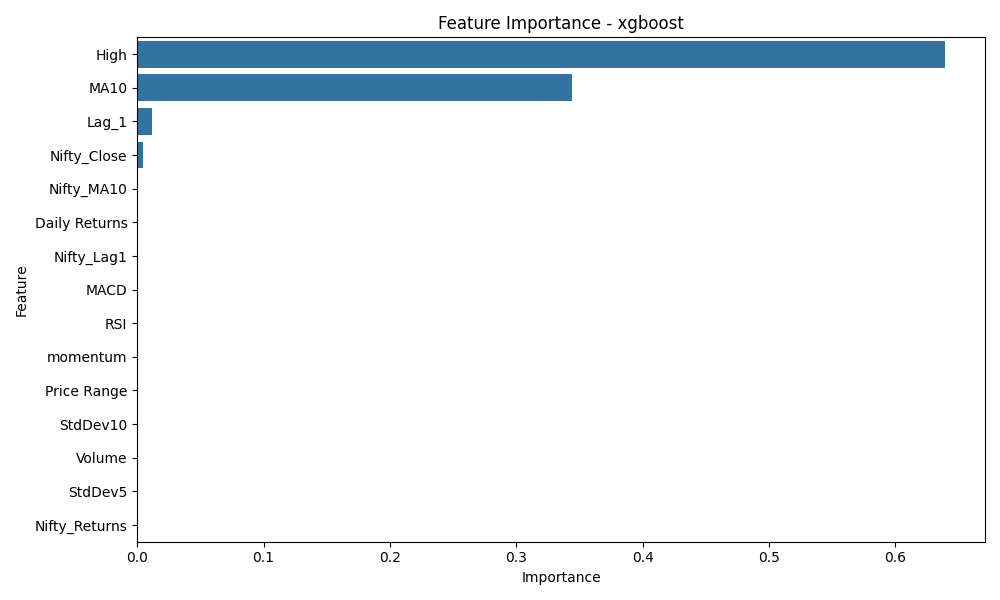 Feature Importance - xgboost
High
MA10
Lag_1
Nifty_Close
Nifty_MA10
Daily Returns
Nifty_Lag1
MACD
RSI
momentum
Price Range
StdDev10
Volume
StdDev5
Nifty_Returns
Feature
0.0 0.1 0.2 0.3 0.4 0.5 0.6
Importance